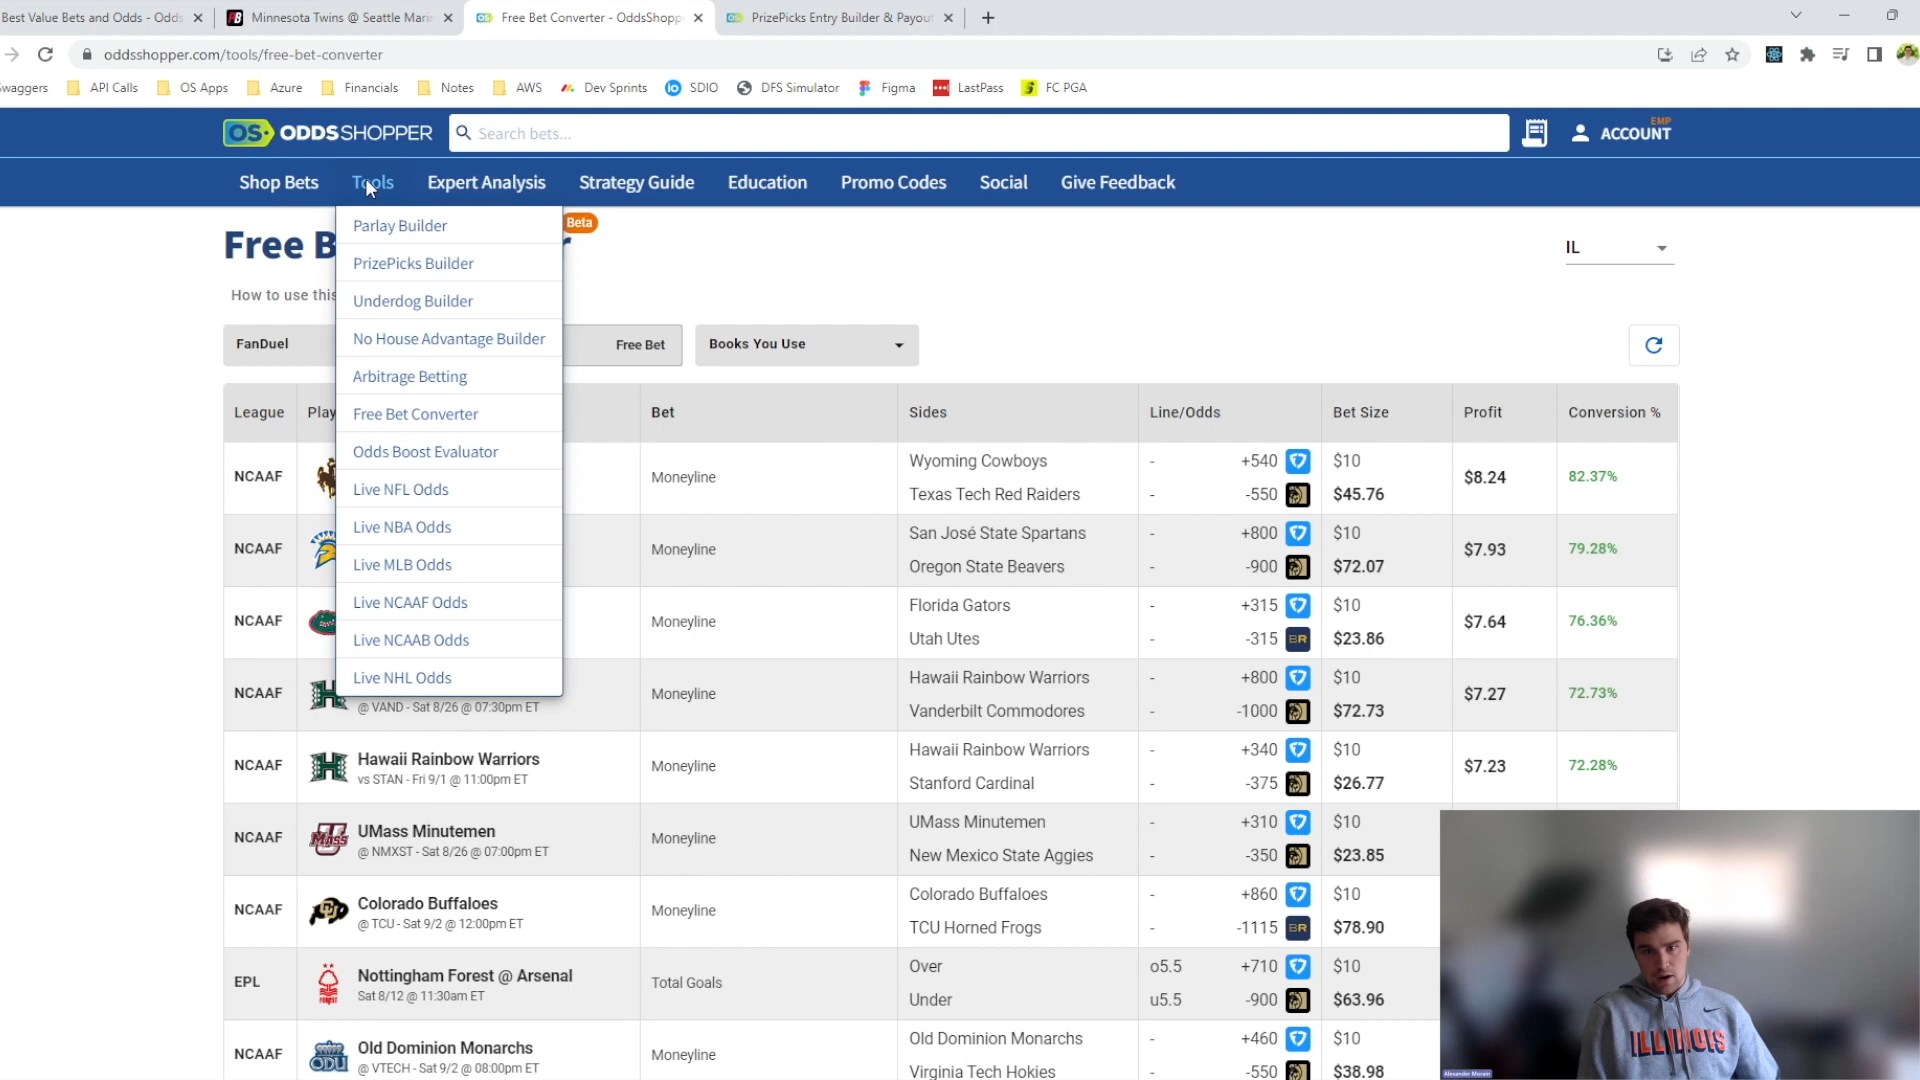 Best Value Bets and Odds - Odds
Minnesota Twins @ Seattle Mari
Free Bet Converter - OddsShopp
PrizePicks Entry Builder & Payout
oddsshopper.com/tools/free-bet-converter
waggers
API Calls
OS Apps
Azure
Financials
Notes
AWS
Dev Sprints
SDIO
DFS Simulator
Figma
LastPass
FC PGA
OS ODDSSHOPPER
Search bets...
EMP
ACCOUNT
Shop Bets
Tools
Expert Analysis
Strategy Guide
Education
Promo Codes
Social
Give Feedback
Parlay Builder
PrizePicks Builder
Underdog Builder
No House Advantage Builder
Arbitrage Betting
Free Bet Converter
Odds Boost Evaluator
Live NFL Odds
Live NBA Odds
Live MLB Odds
Live NCAAF Odds
Live NCAAB Odds
Live NHL Odds
Free B
Beta
IL
How to use this
FanDuel
Free Bet
Books You Use
League Play Bet Sides Line/Odds Bet Size Profit Conversion %
NCAAF Moneyline
Wyoming Cowboys - +540 $10
Texas Tech Red Raiders - -550 $45.76
$8.24 82.37%
NCAAF Moneyline
San José State Spartans - +800 $10
Oregon State Beavers - -900 $72.07
$7.93 79.28%
NCAAF Moneyline
Florida Gators - +315 $10
Utah Utes - -315 BR $23.86
$7.64 76.36%
NCAAF
@ VAND - Sat 8/26 @ 07:30pm ET
Moneyline
Hawaii Rainbow Warriors - +800 $10
Vanderbilt Commodores - -1000 $72.73
$7.27 72.73%
NCAAF
Hawaii Rainbow Warriors
vs STAN - Fri 9/1 @ 11:00pm ET
Moneyline
Hawaii Rainbow Warriors - +340 $10
Stanford Cardinal - -375 $26.77
$7.23 72.28%
NCAAF
MASS
UMass Minutemen
@ NMXST - Sat 8/26 @ 07:00pm ET
Moneyline
UMass Minutemen - +310 $10
New Mexico State Aggies - -350 $23.85
NCAAF
Colorado Buffaloes
@ TCU - Sat 9/2 @ 12:00pm ET
Moneyline
Colorado Buffaloes - +860 $10
TCU Horned Frogs - -1115 BR $78.90
EPL
Nottingham Forest @ Arsenal
Sat 8/12 @ 11:30am ET
Total Goals
Over o5.5 +710 $10
Under u5.5 -900 $63.96
NCAAF
ODU
Old Dominion Monarchs
@ VTECH - Sat 9/2 @ 08:00pm ET
Moneyline
Old Dominion Monarchs - +460 $10
Virginia Tech Hokies - -550 $38.98
ILLINOIS
Alexander Monsin